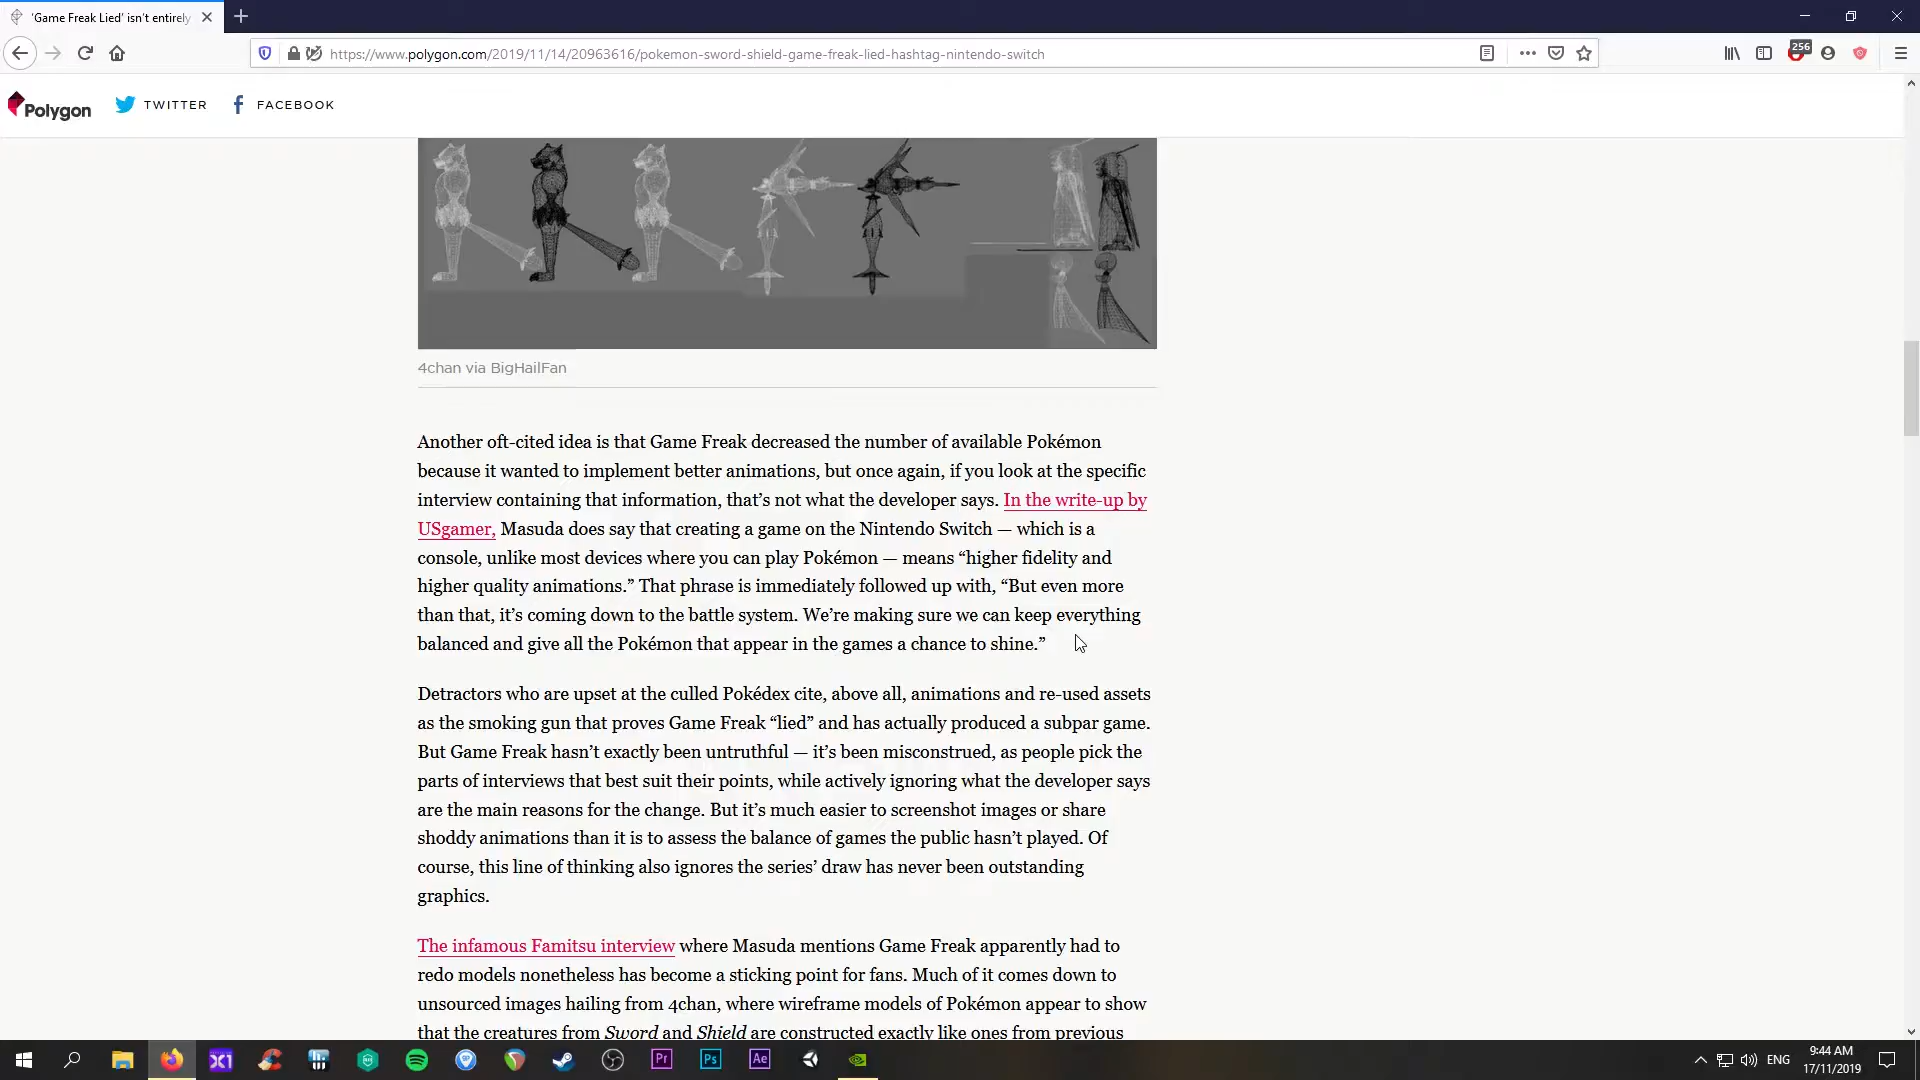 'Game Freak Lied' isn't entirely
https://www.polygon.com/2019/11/14/20963616/pokemon-sword-shield-game-freak-lied-hashtag-nintendo-switch
256
Polygon
TWITTER
FACEBOOK
4chan via BigHailFan
Another oft-cited idea is that Game Freak decreased the number of available Pokémon
because it wanted to implement better animations, but once again, if you look at the specific
interview containing that information, that's not what the developer says. In the write-up by
USgamer, Masuda does say that creating a game on the Nintendo Switch — which is a
console, unlike most devices where you can play Pokémon — means “higher fidelity and
higher quality animations.” That phrase is immediately followed up with, “But even more
than that, it's coming down to the battle system. We're making sure we can keep everything
balanced and give all the Pokémon that appear in the games a chance to shine.”
Detractors who are upset at the culled Pokédex cite, above all, animations and re-used assets
as the smoking gun that proves Game Freak “lied” and has actually produced a subpar game.
But Game Freak hasn't exactly been untruthful — it's been misconstrued, as people pick the
parts of interviews that best suit their points, while actively ignoring what the developer says
are the main reasons for the change. But it's much easier to screenshot images or share
shoddy animations than it is to assess the balance of games the public hasn't played. Of
course, this line of thinking also ignores the series' draw has never been outstanding
graphics.
The infamous Famitsu interview where Masuda mentions Game Freak apparently had to
redo models nonetheless has become a sticking point for fans. Much of it comes down to
unsourced images hailing from 4chan, where wireframe models of Pokémon appear to show
that the creatures from Sword and Shield are constructed exactly like ones from previous
X1
Pr
Ps
Ae
ENG
9:44 AM
17/11/2019